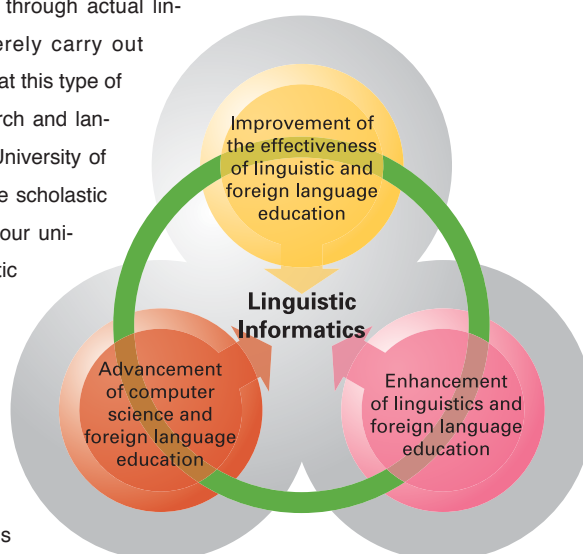 through actual lin-
erely carry out
at this type of
rch and lan-
University of
e scholastic
our uni-
tic
s
Improvement of
the effectiveness
of linguistic and
foreign language
education
Linguistic
Informatics
Advancement
of computer
science and
foreign language
education
Enhancement
of linguistics and
foreign language
education